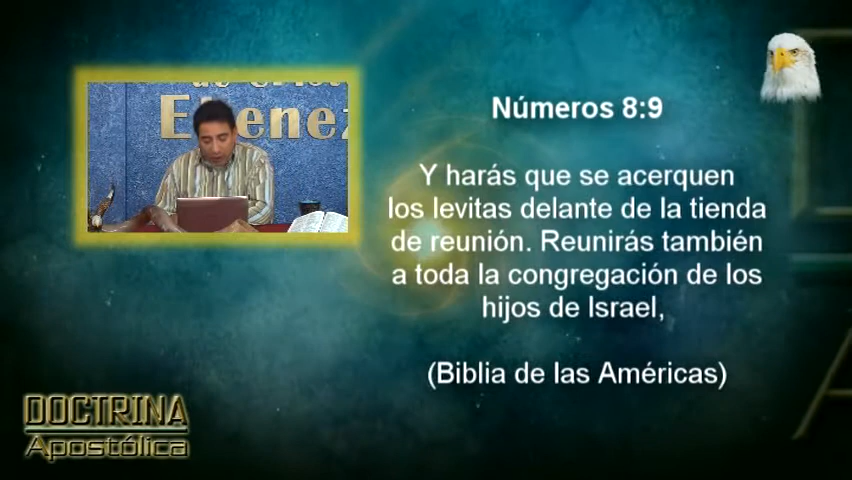 Ebenez
Números 8:9
Y harás que se acerquen
los levitas delante de la tienda
de reunión. Reunirás también
a toda la congregación de los
hijos de Israel,
(Biblia de las Américas)
DOCTRINA
Apostólica